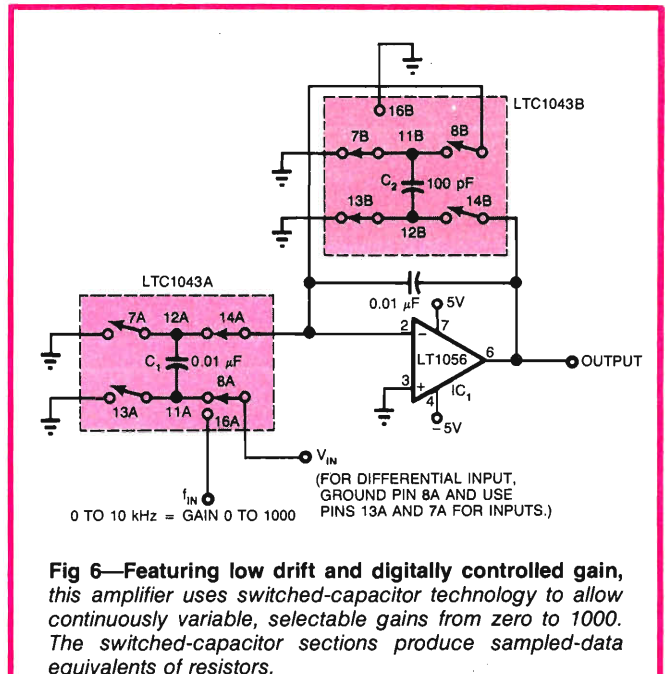 16B
LTC1043B
7B 11B 8B
C2 100 pF
13B 14B
12B
LTC1043A
0.01 µF
5V
7A 12A 14A
2 − 7
LT1056 6
OUTPUT
C1 0.01 µF
8A
3 + 4 IC1
13A 11A 16A
−5V
VIN
(FOR DIFFERENTIAL INPUT,
GROUND PIN 8A AND USE
PINS 13A AND 7A FOR INPUTS.)
fIN
0 TO 10 kHz = GAIN 0 TO 1000
Fig 6—Featuring low drift and digitally controlled gain,
this amplifier uses switched-capacitor technology to allow
continuously variable, selectable gains from zero to 1000.
The switched-capacitor sections produce sampled-data
equivalents of resistors.